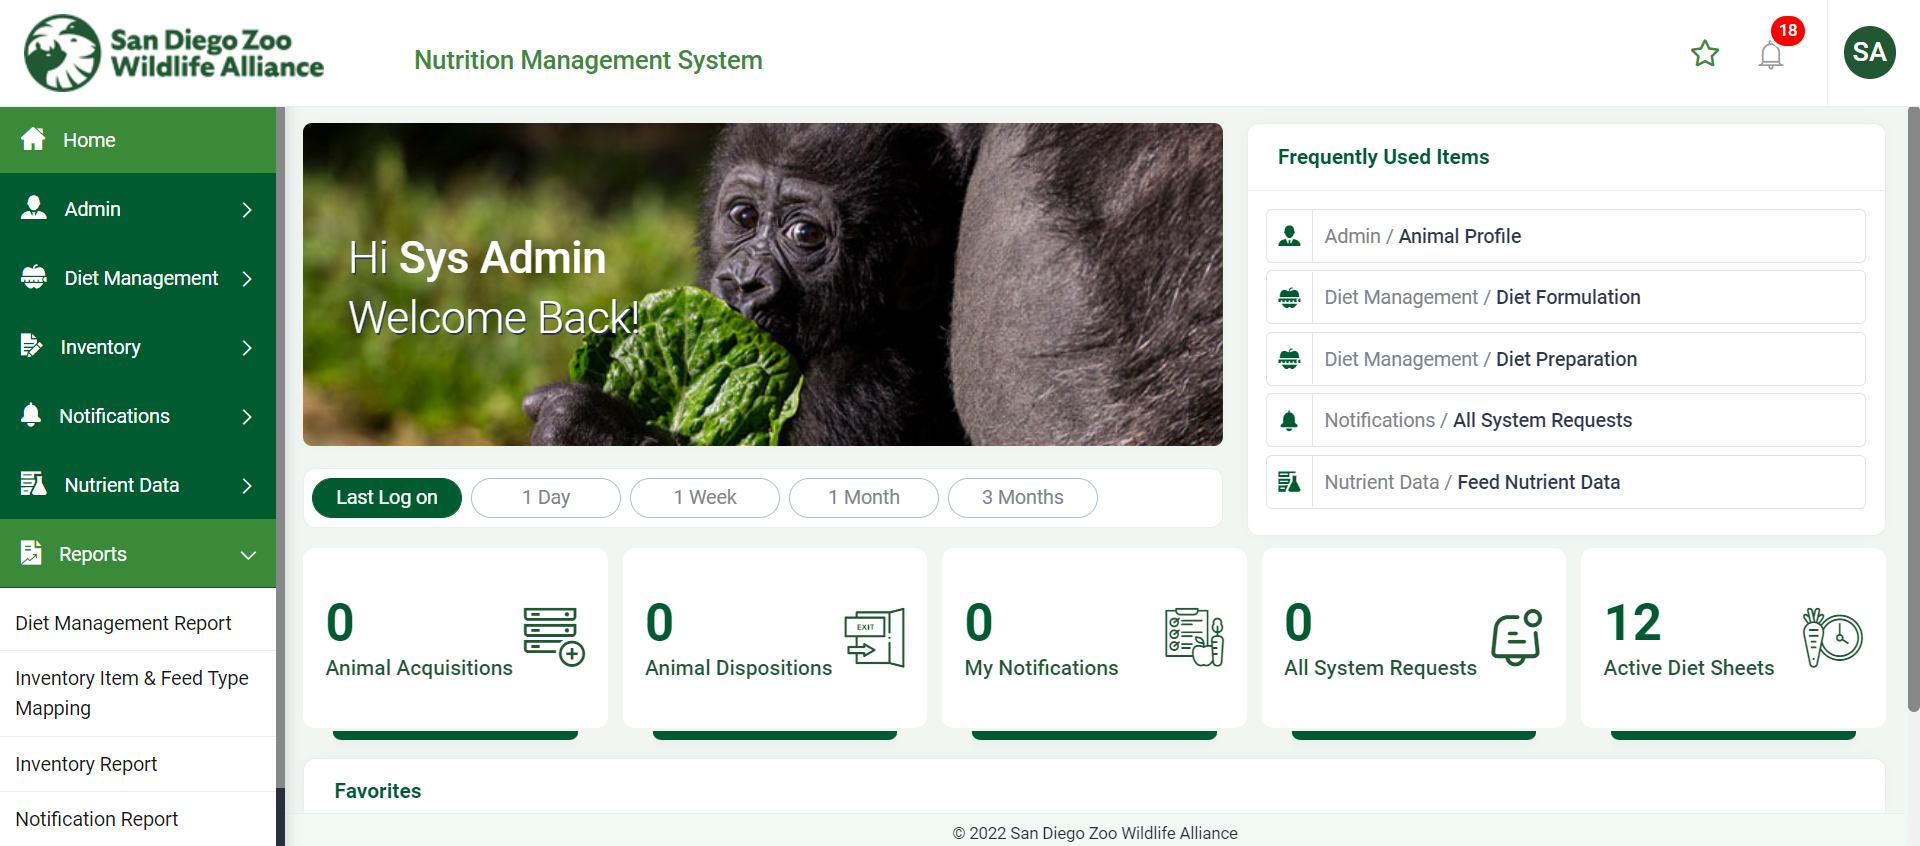 San Diego Zoo
Wildlife Alliance
Nutrition Management System
18
SA
Home
Admin
Diet Management
Inventory
Notifications
Nutrient Data
Reports
Diet Management Report
Inventory Item & Feed Type
Mapping
Inventory Report
Notification Report
Hi Sys Admin
Welcome Back!
Frequently Used Items
Admin / Animal Profile
Diet Management / Diet Formulation
Diet Management / Diet Preparation
Notifications / All System Requests
Nutrient Data / Feed Nutrient Data
Last Log on
1 Day
1 Week
1 Month
3 Months
0
Animal Acquisitions
0
EXIT
Animal Dispositions
0
My Notifications
0
All System Requests
12
Active Diet Sheets
Favorites
© 2022 San Diego Zoo Wildlife Alliance